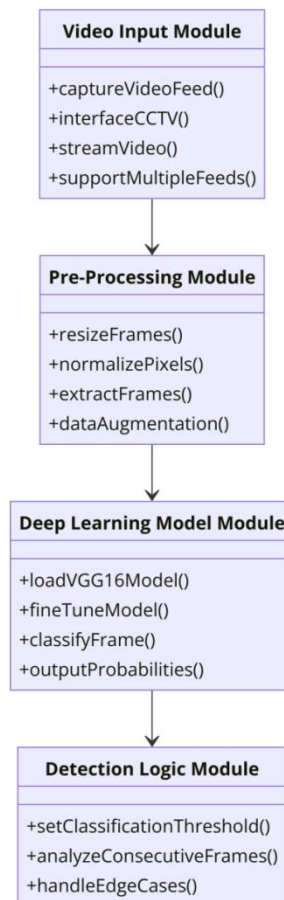 Video Input Module
+captureVideoFeed()
+interfaceCCTV()
+streamVideo()
+supportMultipleFeeds()
Pre-Processing Module
+resizeFrames()
+normalizePixels()
+extractFrames()
+dataAugmentation()
Deep Learning Model Module
+loadVGG16Model()
+fineTuneModel()
+classifyFrame()
+outputProbabilities()
Detection Logic Module
+setClassificationThreshold()
+analyzeConsecutiveFrames()
+handleEdgeCases()